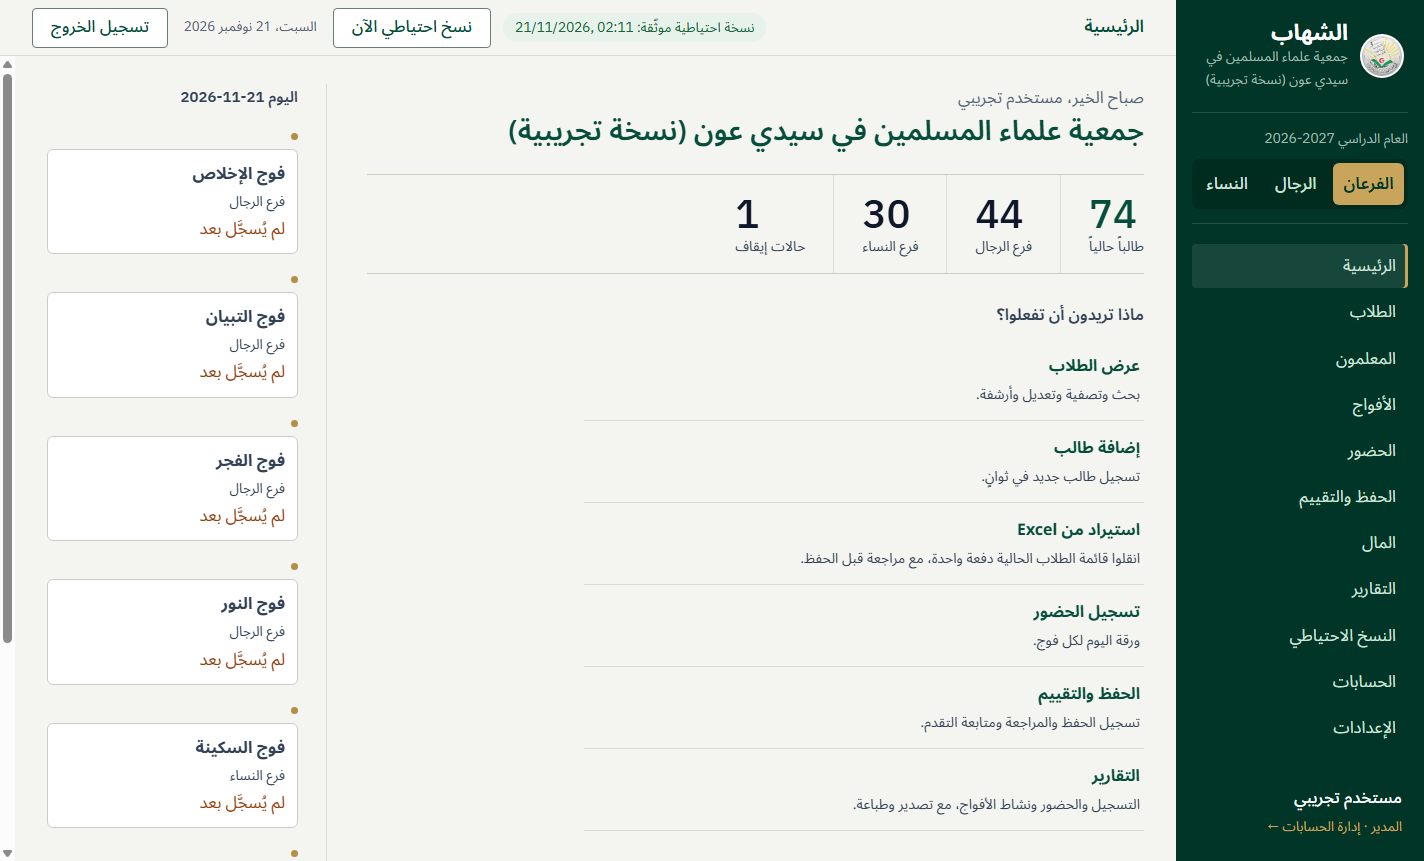 الشهاب
جمعية علماء المسلمين في
سيدي عون (نسخة تجريبية)
العام الدراسي 2027-2026
الفرعان
الرجال
النساء
الرئيسية
الطلاب
المعلمون
الأفواج
الحضور
الحفظ والتقييم
المال
التقارير
النسخ الاحتياطي
الحسابات
الإعدادات
مستخدم تجريبي
المدير · إدارة الحسابات ←
الرئيسية
نسخة احتياطية موثّقة: 02:11 ,21/11/2026
نسخ احتياطي الآن
السبت، 21 نوفمبر 2026
تسجيل الخروج
صباح الخير، مستخدم تجريبي
جمعية علماء المسلمين في سيدي عون (نسخة تجريبية)
74
طالباً حالياً
44
فرع الرجال
30
فرع النساء
1
حالات إيقاف
ماذا تريدون أن تفعلوا؟
عرض الطلاب
بحث وتصفية وتعديل وأرشفة.
إضافة طالب
تسجيل طالب جديد في ثوانٍ.
استيراد من Excel
انقلوا قائمة الطلاب الحالية دفعة واحدة، مع مراجعة قبل الحفظ.
تسجيل الحضور
ورقة اليوم لكل فوج.
الحفظ والتقييم
تسجيل الحفظ والمراجعة ومتابعة التقدم.
التقارير
التسجيل والحضور ونشاط الأفواج، مع تصدير وطباعة.
اليوم 21-11-2026
فوج الإخلاص
فرع الرجال
لم يُسجَّل بعد
فوج التبيان
فرع الرجال
لم يُسجَّل بعد
فوج الفجر
فرع الرجال
لم يُسجَّل بعد
فوج النور
فرع الرجال
لم يُسجَّل بعد
فوج السكينة
فرع النساء
لم يُسجَّل بعد